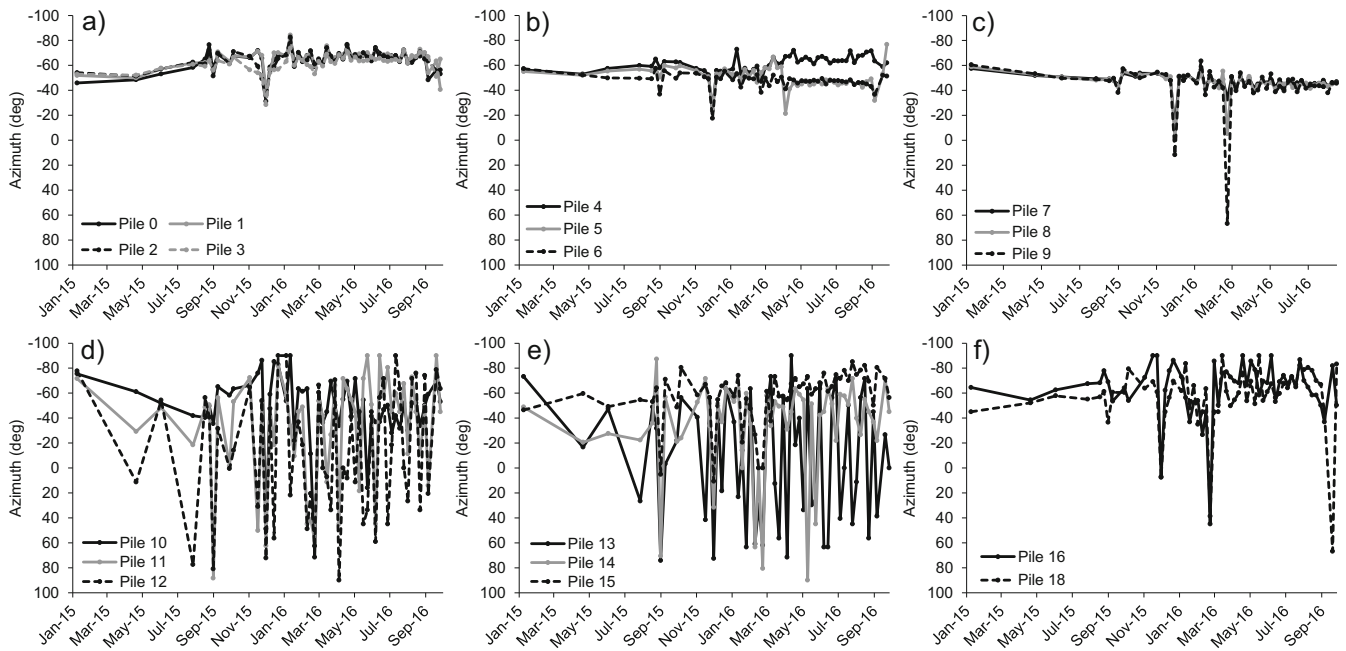 a)
-100
-80
-60
-40
-20
0
20
40
60
80
100
Azimuth (deg)
Pile 0
Pile 1
Pile 2
Pile 3
Jan-15
Mar-15
May-15
Jul-15
Sep-15
Nov-15
Jan-16
Mar-16
May-16
Jul-16
Sep-16
b)
-100
-80
-60
-40
-20
0
20
40
60
80
100
Azimuth (deg)
Pile 4
Pile 5
Pile 6
Jan-15
Mar-15
May-15
Jul-15
Sep-15
Nov-15
Jan-16
Mar-16
May-16
Jul-16
Sep-16
c)
-100
-80
-60
-40
-20
0
20
40
60
80
100
Azimuth (deg)
Pile 7
Pile 8
Pile 9
Jan-15
Mar-15
May-15
Jul-15
Sep-15
Nov-15
Jan-16
Mar-16
May-16
Jul-16
d)
-80
-60
-40
-20
0
20
40
60
80
100
Azimuth (deg)
Pile 10
Pile 11
Pile 12
Jan-15
Mar-15
May-15
Jul-15
Sep-15
Nov-15
Jan-16
Mar-16
May-16
Jul-16
Sep-16
e)
-100
-80
-60
-40
-20
0
20
40
60
80
100
Azimuth (deg)
Pile 13
Pile 14
Pile 15
Jan-15
Mar-15
May-15
Jul-15
Sep-15
Nov-15
Jan-16
Mar-16
May-16
Jul-16
Sep-16
f)
-100
-80
-60
-40
-20
0
20
40
60
80
100
Azimuth (deg)
Pile 16
Pile 18
Jan-15
Mar-15
May-15
Jul-15
Sep-15
Nov-15
Jan-16
Mar-16
May-16
Jul-16
Sep-16